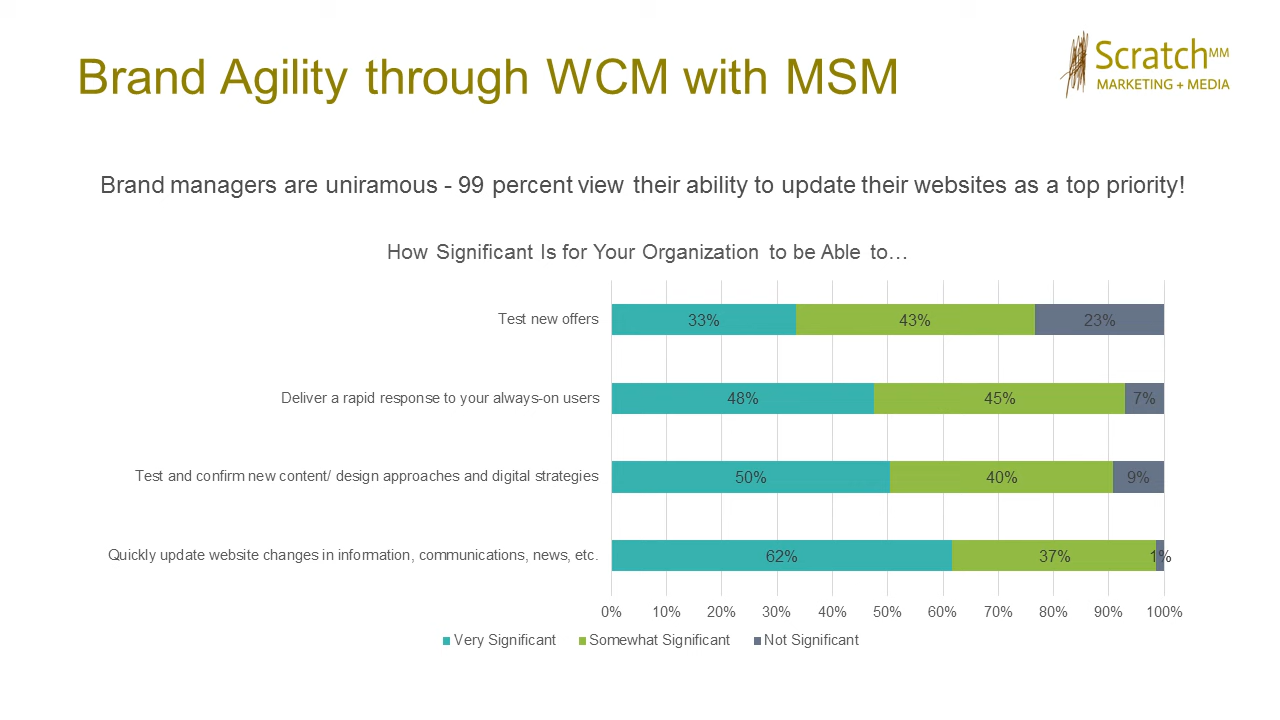 Brand Agility through WCM with MSM
Scratch MM
MARKETING + MEDIA
Brand managers are uniramous - 99 percent view their ability to update their websites as a top priority!
How Significant Is for Your Organization to be Able to…
Test new offers 33% 43% 23%
Deliver a rapid response to your always-on users 48% 45% 7%
Test and confirm new content/ design approaches and digital strategies 50% 40% 9%
Quickly update website changes in information, communications, news, etc. 62% 37% 1%
0% 10% 20% 30% 40% 50% 60% 70% 80% 90% 100%
Very Significant Somewhat Significant Not Significant